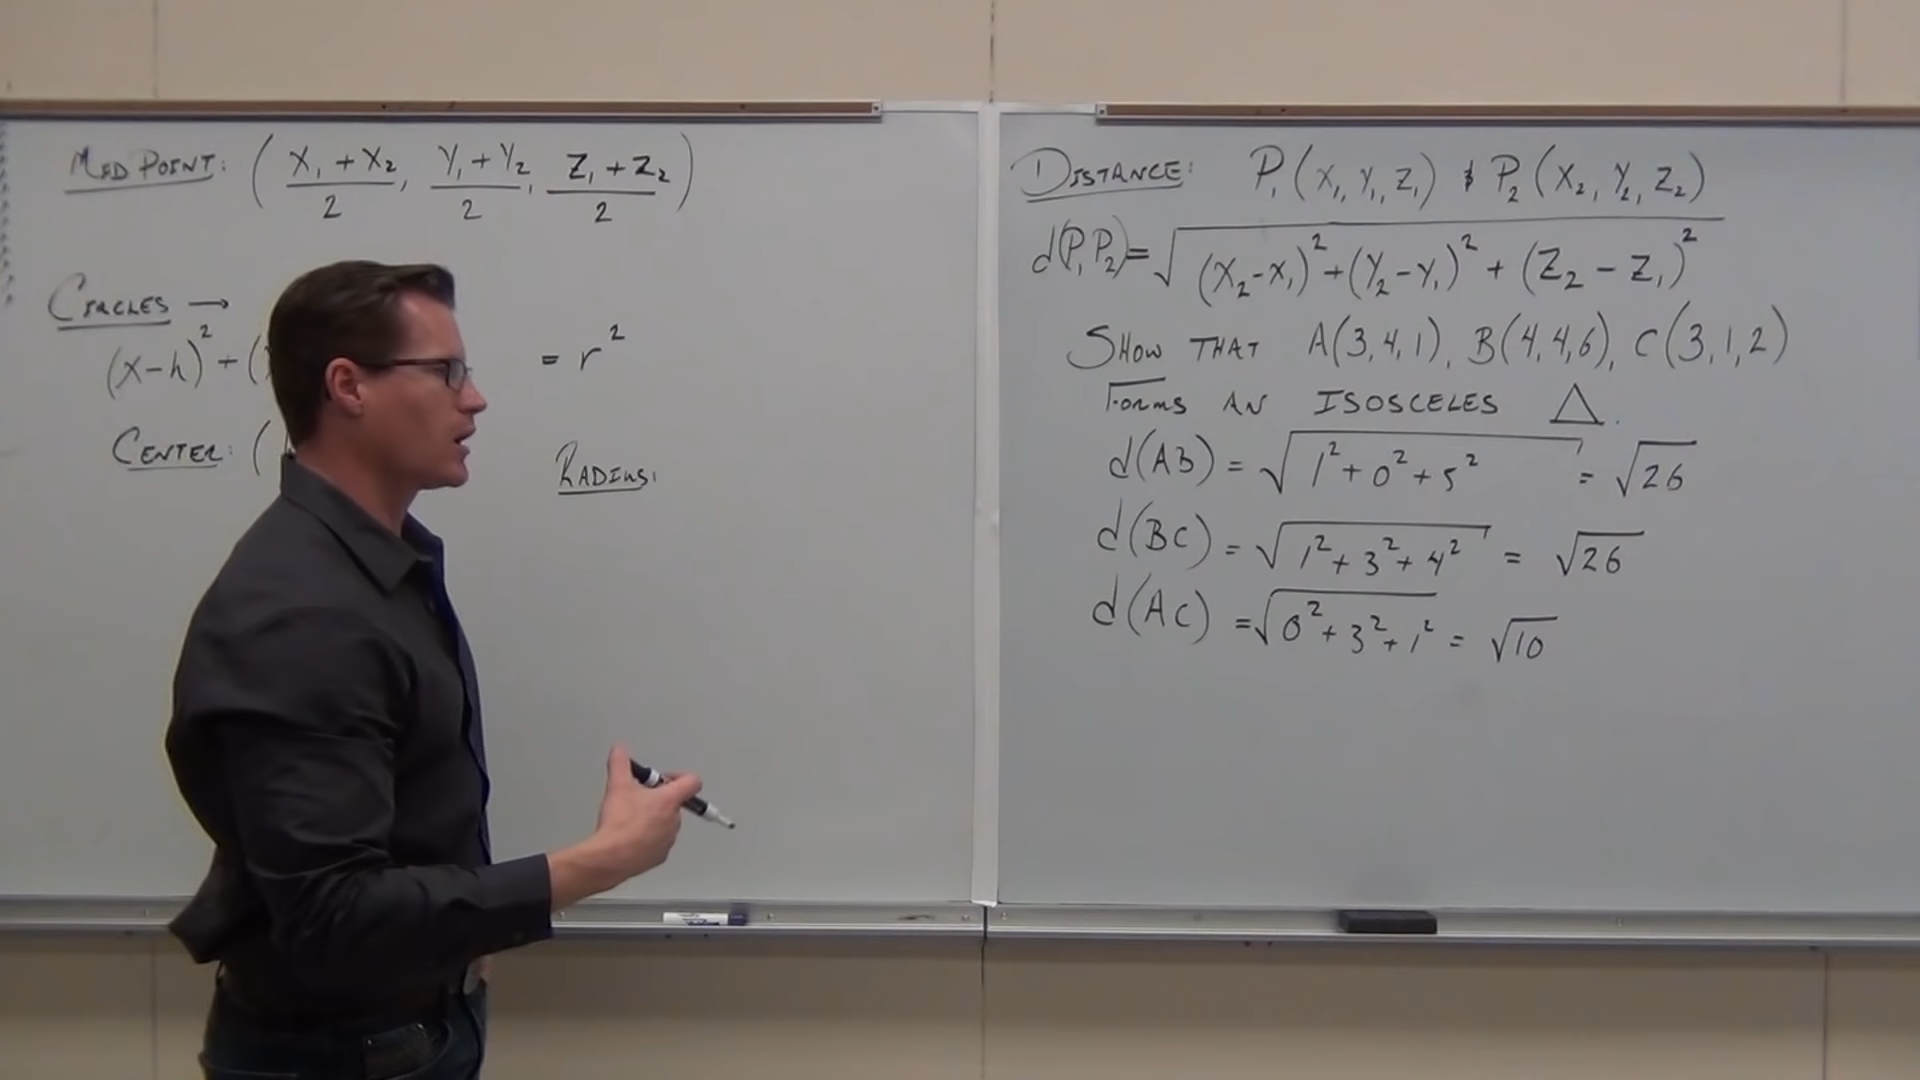 MIDPOINT: ( X₁ + X₂ / 2 , Y₁ + Y₂ / 2 , Z₁ + Z₂ / 2 )
CIRCLES →
(x-h)² + ( = r²
CENTER: (
RADIUS:
DISTANCE: P₁(X₁, Y₁, Z₁) & P₂(X₂, Y₂, Z₂)
d(P₁P₂) = √(X₂-X₁)² + (Y₂-Y₁)² + (Z₂-Z₁)²
SHOW THAT A(3,4,1), B(4,4,6), C(3,1,2)
FORMS AN ISOSCELES △.
d(AB) = √1² + 0² + 5² = √26
d(BC) = √1² + 3² + 4² = √26
d(AC) = √0² + 3² + 1² = √10